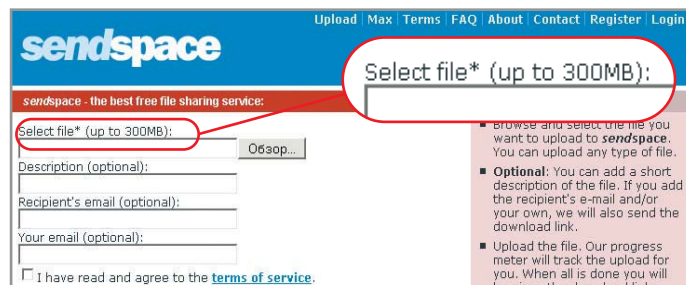 Upload | Max | Terms | FAQ | About | Contact | Register | Login
sendspace
Select file* (up to 300MB):
sendspace - the best free file sharing service:
Select file* (up to 300MB):
Обзор...
Description (optional):
Recipient's email (optional):
Your email (optional):
I have read and agree to the terms of service.
Browse and select the file you
want to upload to sendspace.
You can upload any type of file.
Optional: You can add a short
description of the file. If you add
the recipient's e-mail and/or
your own, we will also send the
download link.
Upload the file. Our progress
meter will track the upload for
you. When all is done you will